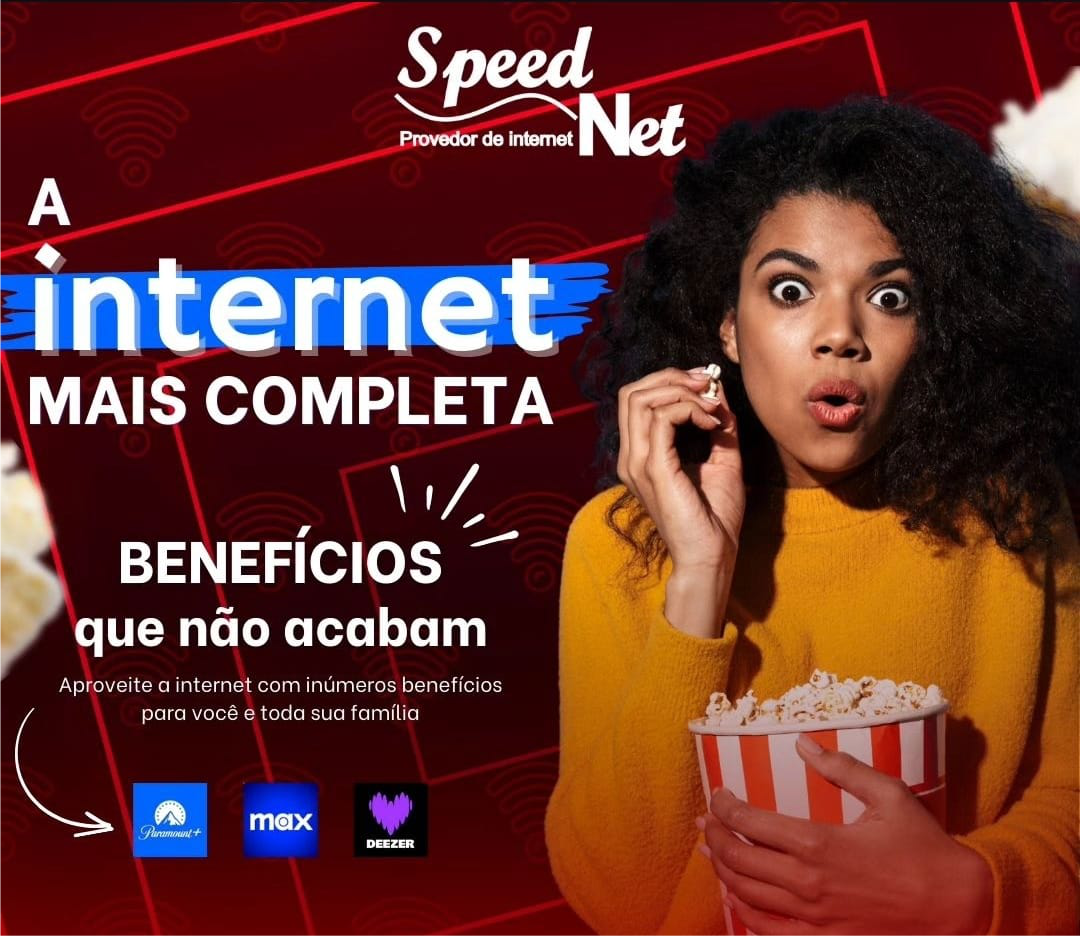 Speed
Net
Provedor de internet
A
internet
MAIS COMPLETA
BENEFÍCIOS
que não acabam
Aproveite a internet com inúmeros benefícios
para você e toda sua família
Paramount+
max
DEEZER